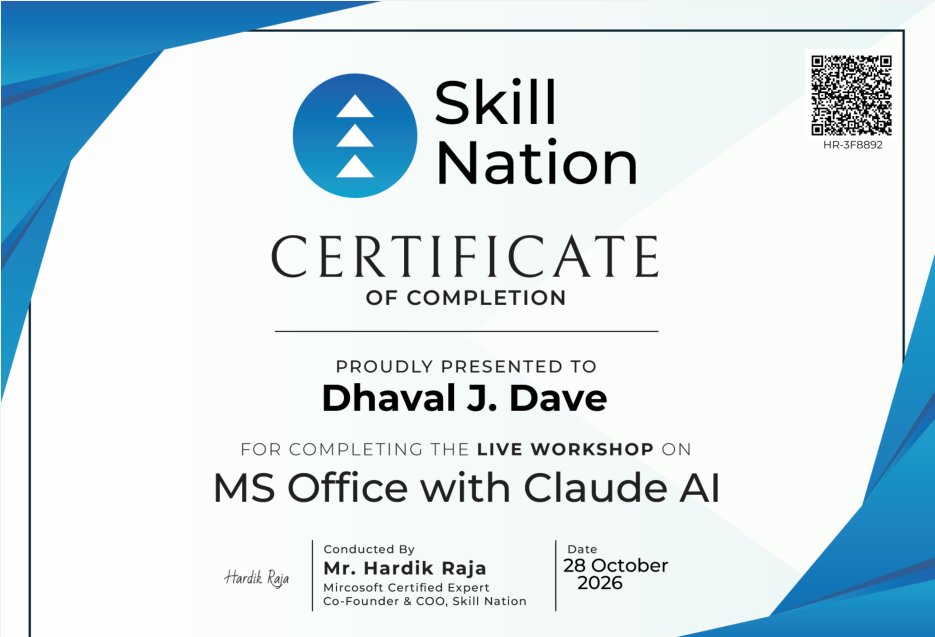 Skill
Nation
HR-3F8892
CERTIFICATE
OF COMPLETION
PROUDLY PRESENTED TO
Dhaval J. Dave
FOR COMPLETING THE LIVE WORKSHOP ON
MS Office with Claude AI
Hardik Raja
Conducted By
Mr. Hardik Raja
Mircosoft Certified Expert
Co-Founder & COO, Skill Nation
Date
28 October
2026